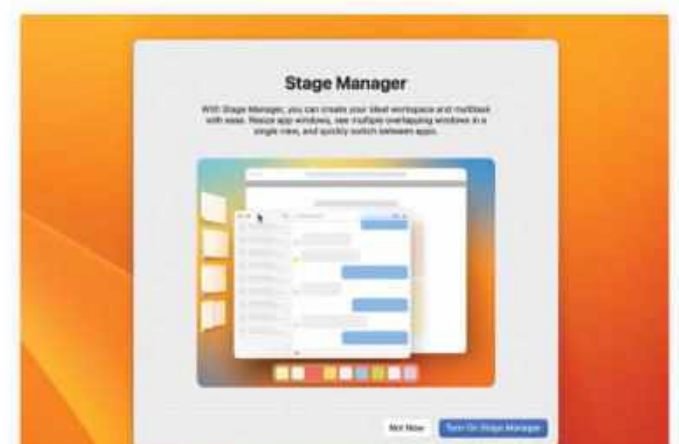 Stage Manager
With Stage Manager, you can create your ideal workspace and multitask
with ease. Resize app windows, see multiple overlapping windows in a
single view, and quickly switch between apps.
Not Now
Turn On Stage Manager